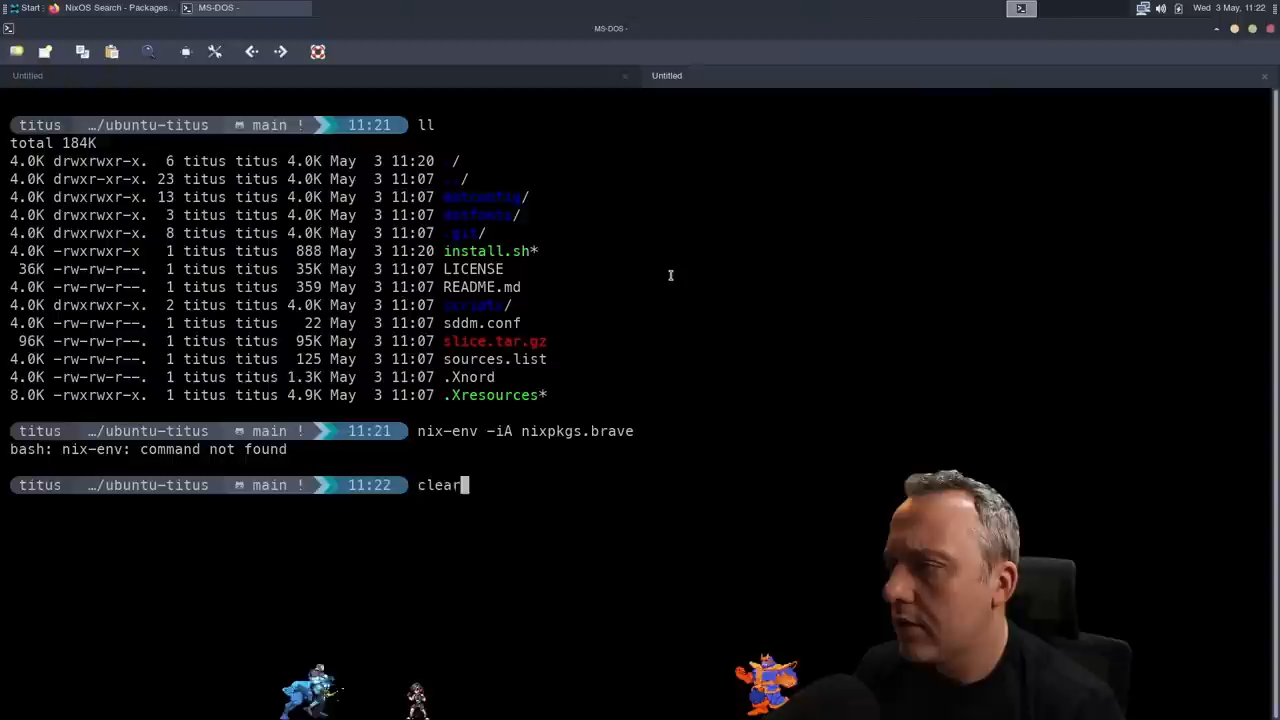 Start : NixOS Search - Packages... MS-DOS - Wed 3 May, 11:22
MS-DOS -
Untitled Untitled
titus …/ubuntu-titus main ! 11:21 ll
total 184K
4.0K drwxrwxr-x. 6 titus titus 4.0K May 3 11:20 ./
4.0K drwxr-xr-x. 23 titus titus 4.0K May 3 11:07 ../
4.0K drwxrwxr-x. 13 titus titus 4.0K May 3 11:07 dotconfig/
4.0K drwxrwxr-x. 3 titus titus 4.0K May 3 11:07 dotfonts/
4.0K drwxrwxr-x. 8 titus titus 4.0K May 3 11:07 .git/
4.0K -rwxrwxr-x 1 titus titus 888 May 3 11:20 install.sh*
36K -rw-rw-r--. 1 titus titus 35K May 3 11:07 LICENSE
4.0K -rw-rw-r--. 1 titus titus 359 May 3 11:07 README.md
4.0K drwxrwxr-x. 2 titus titus 4.0K May 3 11:07 scripts/
4.0K -rw-rw-r--. 1 titus titus 22 May 3 11:07 sddm.conf
96K -rw-rw-r--. 1 titus titus 95K May 3 11:07 slice.tar.gz
4.0K -rw-rw-r--. 1 titus titus 125 May 3 11:07 sources.list
4.0K -rw-rw-r--. 1 titus titus 1.3K May 3 11:07 .Xnord
8.0K -rwxrwxr-x. 1 titus titus 4.9K May 3 11:07 .Xresources*
titus …/ubuntu-titus main ! 11:21 nix-env -iA nixpkgs.brave
bash: nix-env: command not found
titus …/ubuntu-titus main ! 11:22 clear